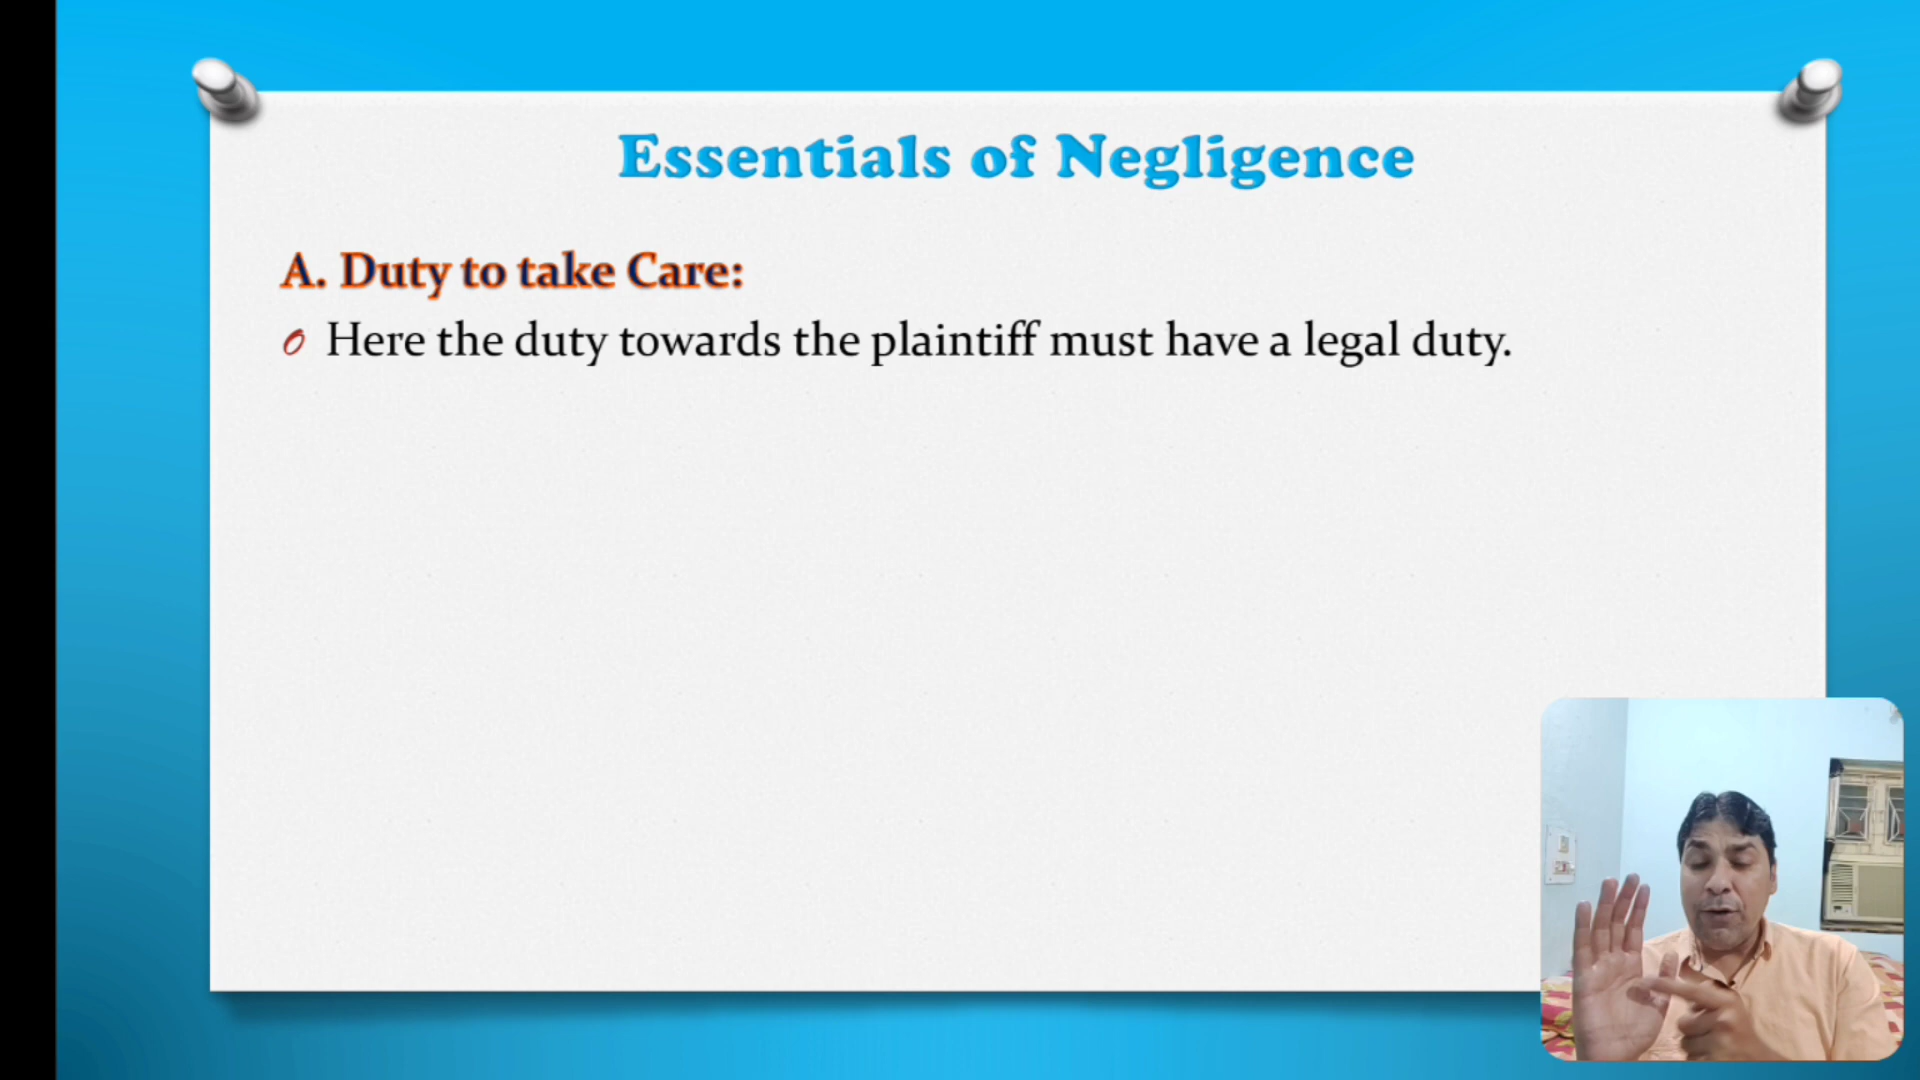 Essentials of Negligence
A. Duty to take Care:
Here the duty towards the plaintiff must have a legal duty.